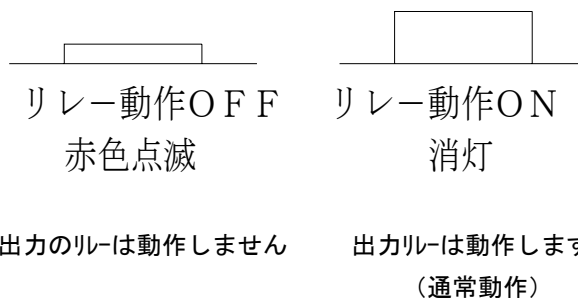 リレー動作OFF
赤色点滅
出力のﾘﾚｰは動作しません
リレー動作ON
消灯
出力ﾘﾚｰは動作します
（通常動作）